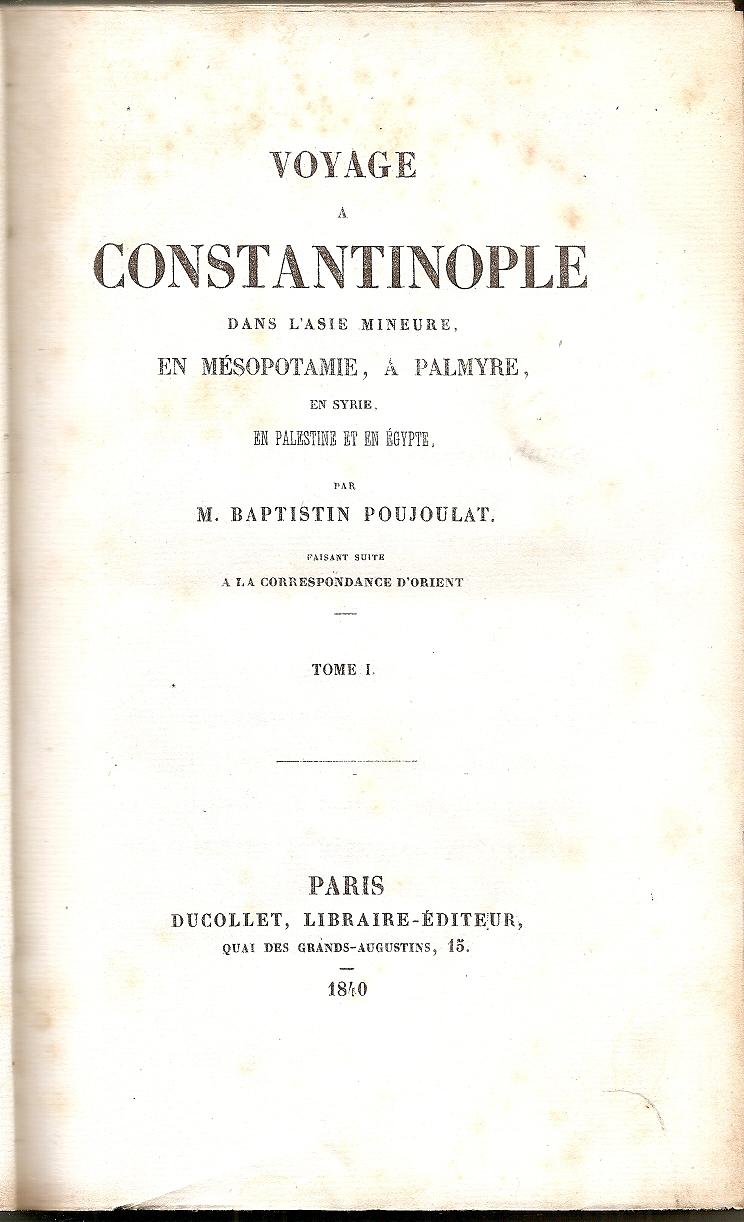 VOYAGE
A
CONSTANTINOPLE
DANS L'ASIE MINEURE,
EN MÉSOPOTAMIE, A PALMYRE,
EN SYRIE,
EN PALESTINE ET EN ÉGYPTE,
PAR
M. BAPTISTIN POUJOULAT.
FAISANT SUITE
A LA CORRESPONDANCE D'ORIENT
TOME I.
PARIS
DUCOLLET, LIBRAIRE-ÉDITEUR,
QUAI DES GRANDS-AUGUSTINS, 15.
1840